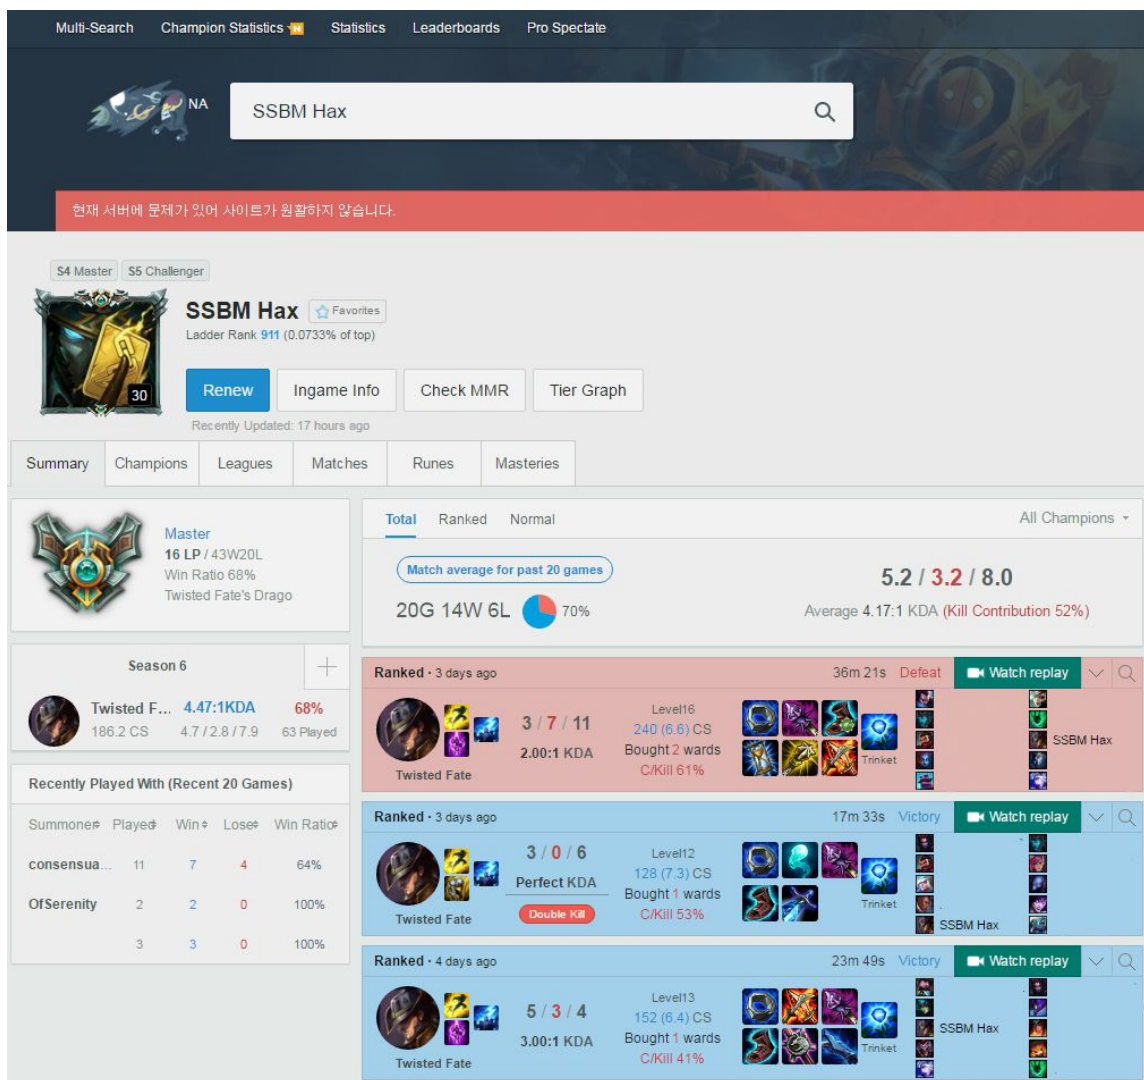 Multi-Search Champion Statistics N Statistics Leaderboards Pro Spectate
NA SSBM Hax
현재 서버에 문제가 있어 사이트가 원활하지 않습니다.
S4 Master S5 Challenger
SSBM Hax Favorites
Ladder Rank 911 (0.0733% of top)
30
Renew Ingame Info Check MMR Tier Graph
Recently Updated: 17 hours ago
Summary Champions Leagues Matches Runes Masteries
Master
16 LP / 43W20L
Win Ratio 68%
Twisted Fate's Drago
Season 6
Twisted F... 4.47:1KDA 68%
186.2 CS 4.7 / 2.8 / 7.9 63 Played
Recently Played With (Recent 20 Games)
Summoner Played Win Lose Win Ratio
consensua... 11 7 4 64%
OfSerenity 2 2 0 100%
3 3 0 100%
Total Ranked Normal All Champions
Match average for past 20 games
20G 14W 6L 70%
5.2 / 3.2 / 8.0
Average 4.17:1 KDA (Kill Contribution 52%)
Ranked · 3 days ago 36m 21s Defeat Watch replay
Twisted Fate
3 / 7 / 11
2.00:1 KDA
Level16
240 (6.6) CS
Bought 2 wards
C/Kill 61%
Trinket
SSBM Hax
Ranked · 3 days ago 17m 33s Victory Watch replay
Twisted Fate
3 / 0 / 6
Perfect KDA
Double Kill
Level12
128 (7.3) CS
Bought 1 wards
C/Kill 53%
Trinket
SSBM Hax
Ranked · 4 days ago 23m 49s Victory Watch replay
Twisted Fate
5 / 3 / 4
3.00:1 KDA
Level13
152 (6.4) CS
Bought 1 wards
C/Kill 41%
Trinket
SSBM Hax